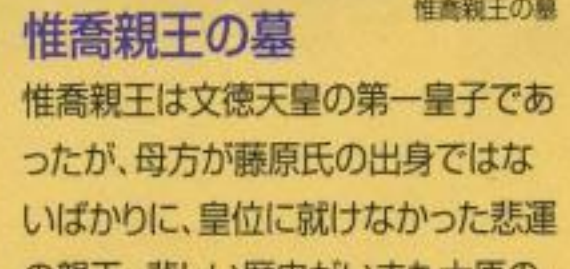 惟喬親王の墓
惟喬親王の墓
惟喬親王は文徳天皇の第一皇子であ
ったが、母方が藤原氏の出身ではな
いばかりに、皇位に就けなかった悲運